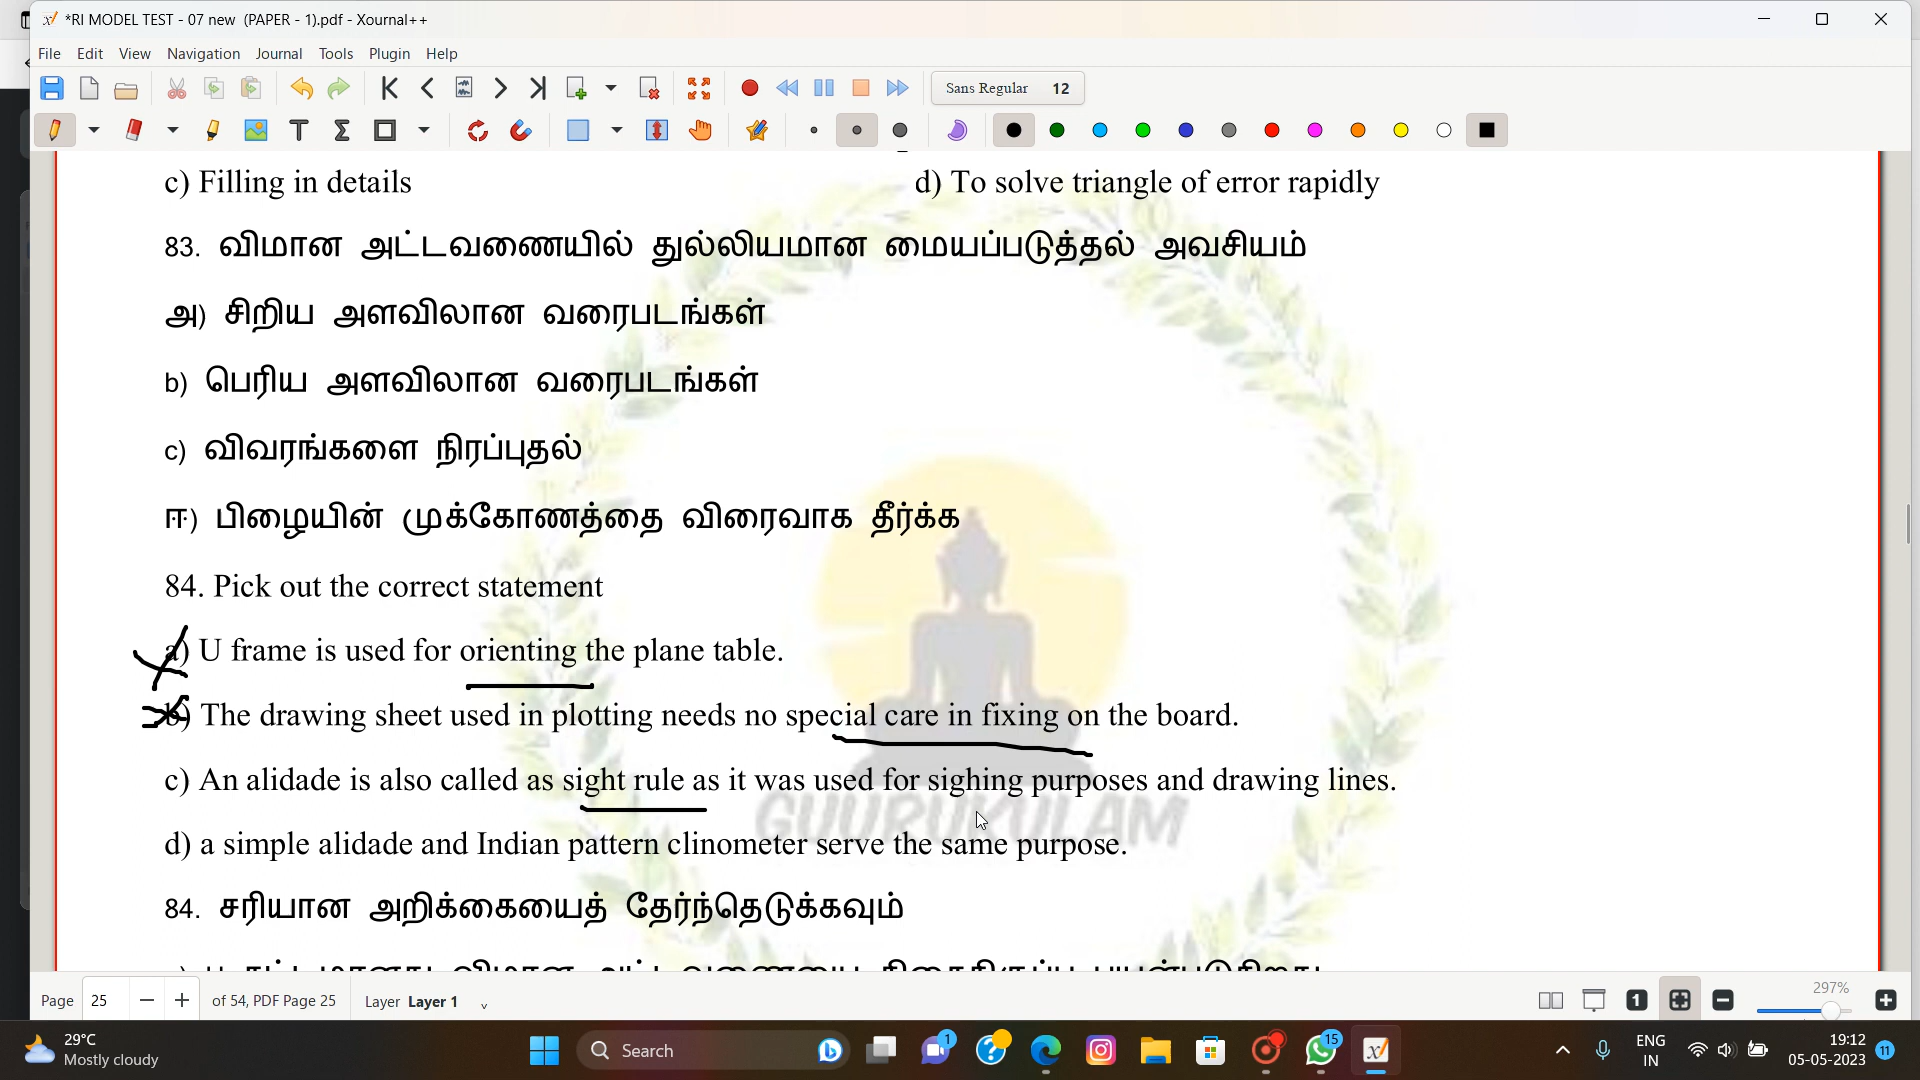 *RI MODEL TEST - 07 new (PAPER - 1).pdf - Xournal++
File Edit View Navigation Journal Tools Plugin Help
Sans Regular 12
c) Filling in details d) To solve triangle of error rapidly
83. விமான அட்டவணையில் துல்லியமான மையப்படுத்தல் அவசியம்
அ) சிறிய அளவிலான வரைபடங்கள்
b) பெரிய அளவிலான வரைபடங்கள்
c) விவரங்களை நிரப்புதல்
ஈ) பிழையின் முக்கோணத்தை விரைவாக தீர்க்க
84. Pick out the correct statement
a) U frame is used for orienting the plane table.
b) The drawing sheet used in plotting needs no special care in fixing on the board.
c) An alidade is also called as sight rule as it was used for sighing purposes and drawing lines.
GUURUKULAM
d) a simple alidade and Indian pattern clinometer serve the same purpose.
84. சரியான அறிக்கையைத் தேர்ந்தெடுக்கவும்
Page 25 of 54, PDF Page 25 Layer Layer 1 1 297%
29°C
Mostly cloudy
Search
1
15
ENG
IN
19:12
05-05-2023
11